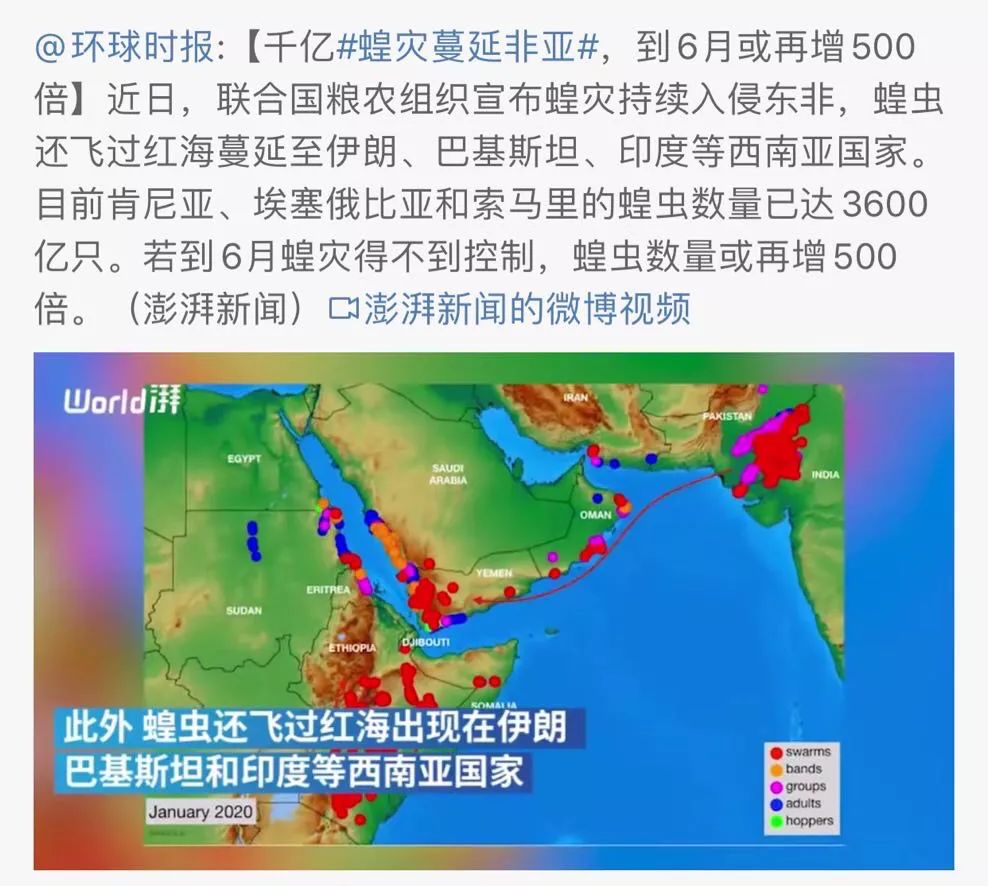 @环球时报:【千亿#蝗灾蔓延非亚#，到6月或再增500
倍】近日，联合国粮农组织宣布蝗灾持续入侵东非，蝗虫
还飞过红海蔓延至伊朗、巴基斯坦、印度等西南亚国家。
目前肯尼亚、埃塞俄比亚和索马里的蝗虫数量已达3600
亿只。若到6月蝗灾得不到控制，蝗虫数量或再增500
倍。（澎湃新闻）澎湃新闻的微博视频
World湃
IRAN
PAKISTAN
EGYPT
SAUDI
ARABIA
INDIA
OMAN
YEMEN
ERITREA
SUDAN
DJIBOUTI
ETHIOPIA
SOMALIA
此外 蝗虫还飞过红海出现在伊朗
巴基斯坦和印度等西南亚国家
swarms
bands
groups
adults
hoppers
January 2020